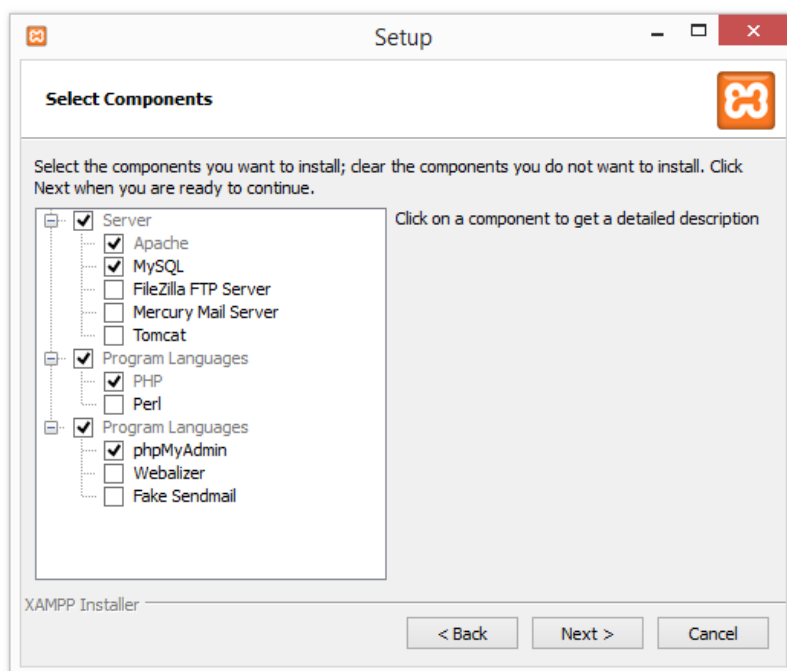 Setup
Select Components
Select the components you want to install; clear the components you do not want to install. Click
Next when you are ready to continue.
Server
Apache
MySQL
FileZilla FTP Server
Mercury Mail Server
Tomcat
Program Languages
PHP
Perl
Program Languages
phpMyAdmin
Webalizer
Fake Sendmail
Click on a component to get a detailed description
XAMPP Installer
< Back
Next >
Cancel